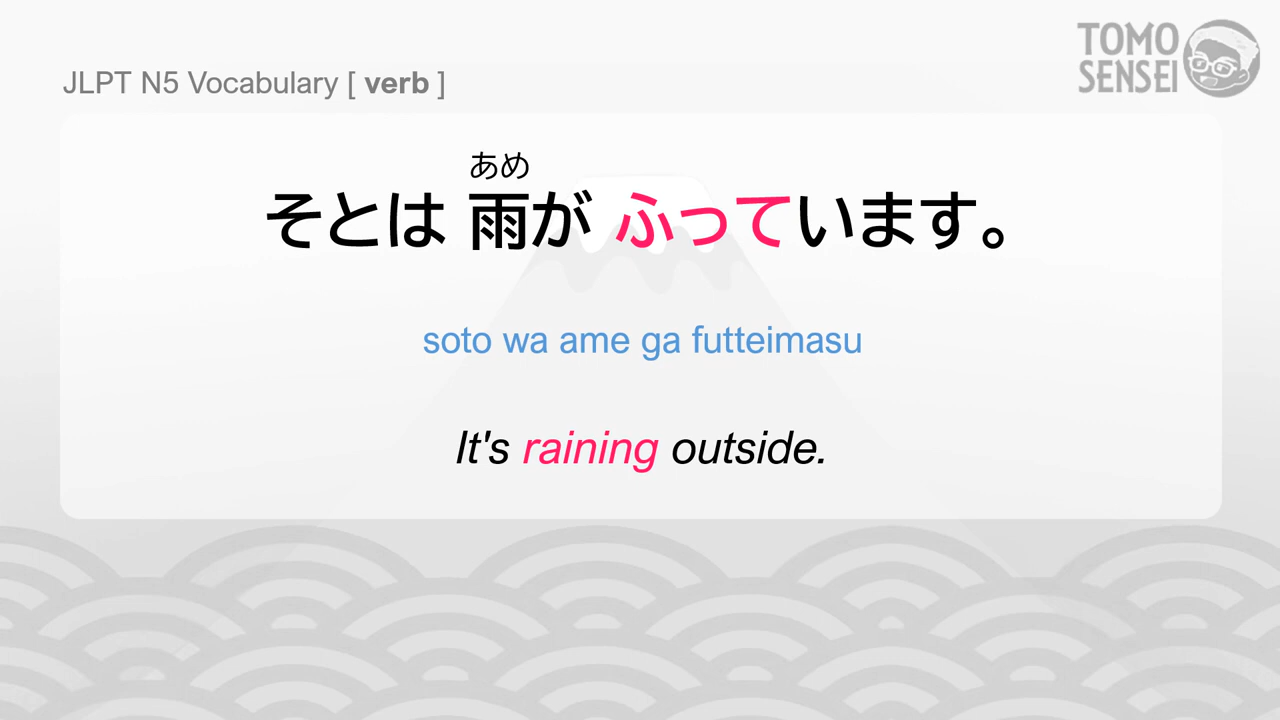 TOMO
SENSEI
JLPT N5 Vocabulary [ verb ]
あめ
そとは 雨が ふっています。
soto wa ame ga futteimasu
It's raining outside.